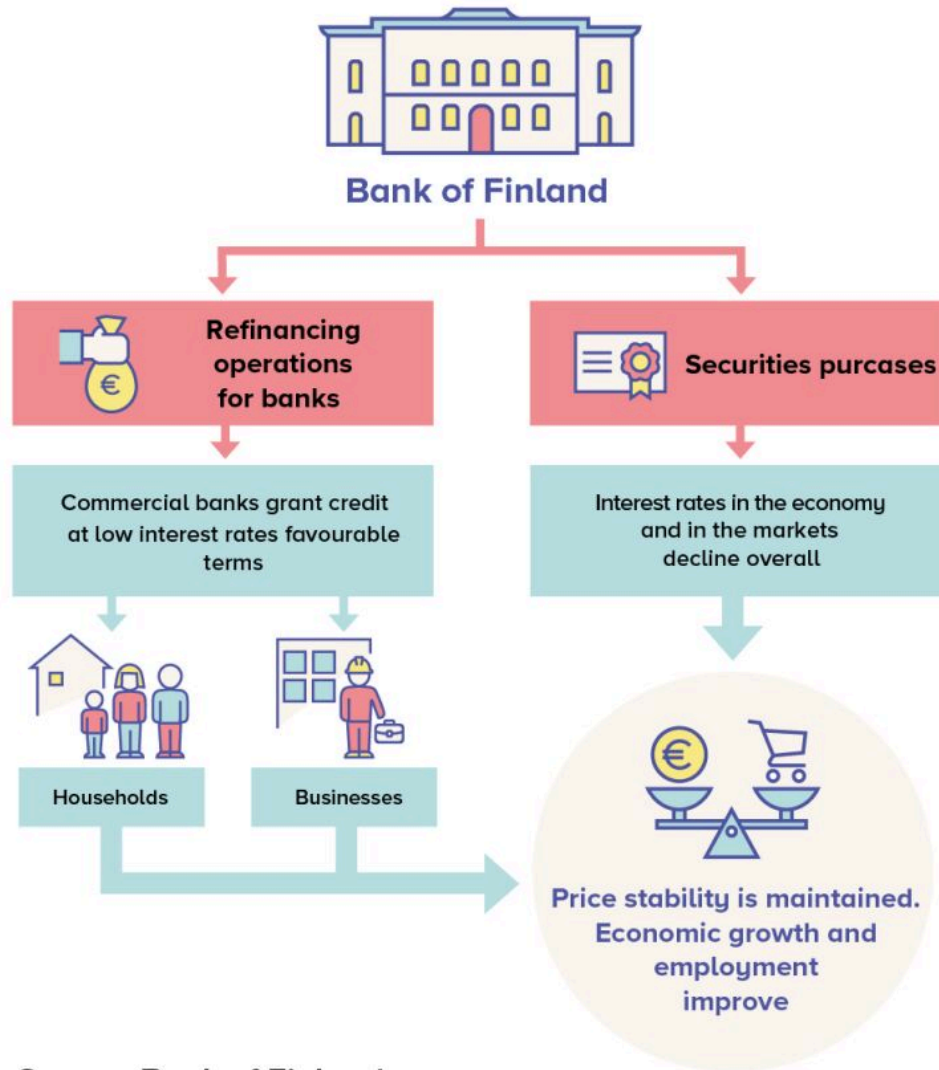 Bank of Finland
Refinancing
operations
for banks
Securities purcases
Commercial banks grant credit
at low interest rates favourable
terms
Interest rates in the economy
and in the markets
decline overall
Households
Businesses
Price stability is maintained.
Economic growth and
employment
improve